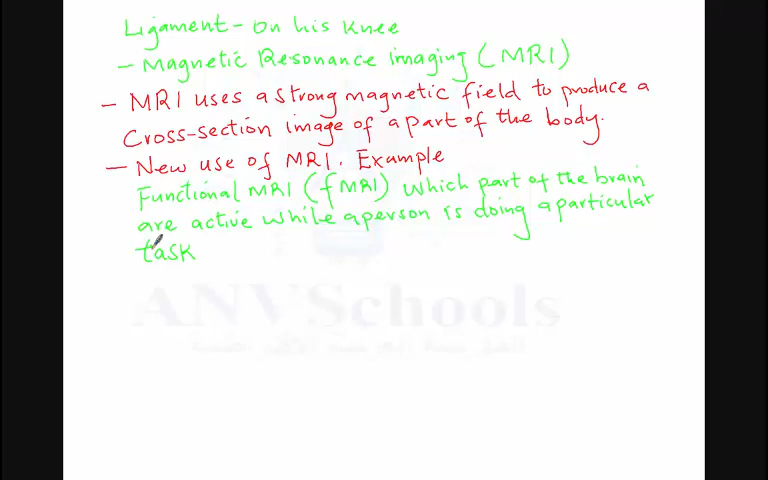 Ligament - On his Knee
- Magnetic Resonance imaging (MRI)
- MRI uses a strong magnetic field to produce a
Cross-section image of a part of the body.
- New use of MRI. Example
Functional MRI (fMRI) Which part of the brain
are active while a person is doing a particular
task
ANVSchools